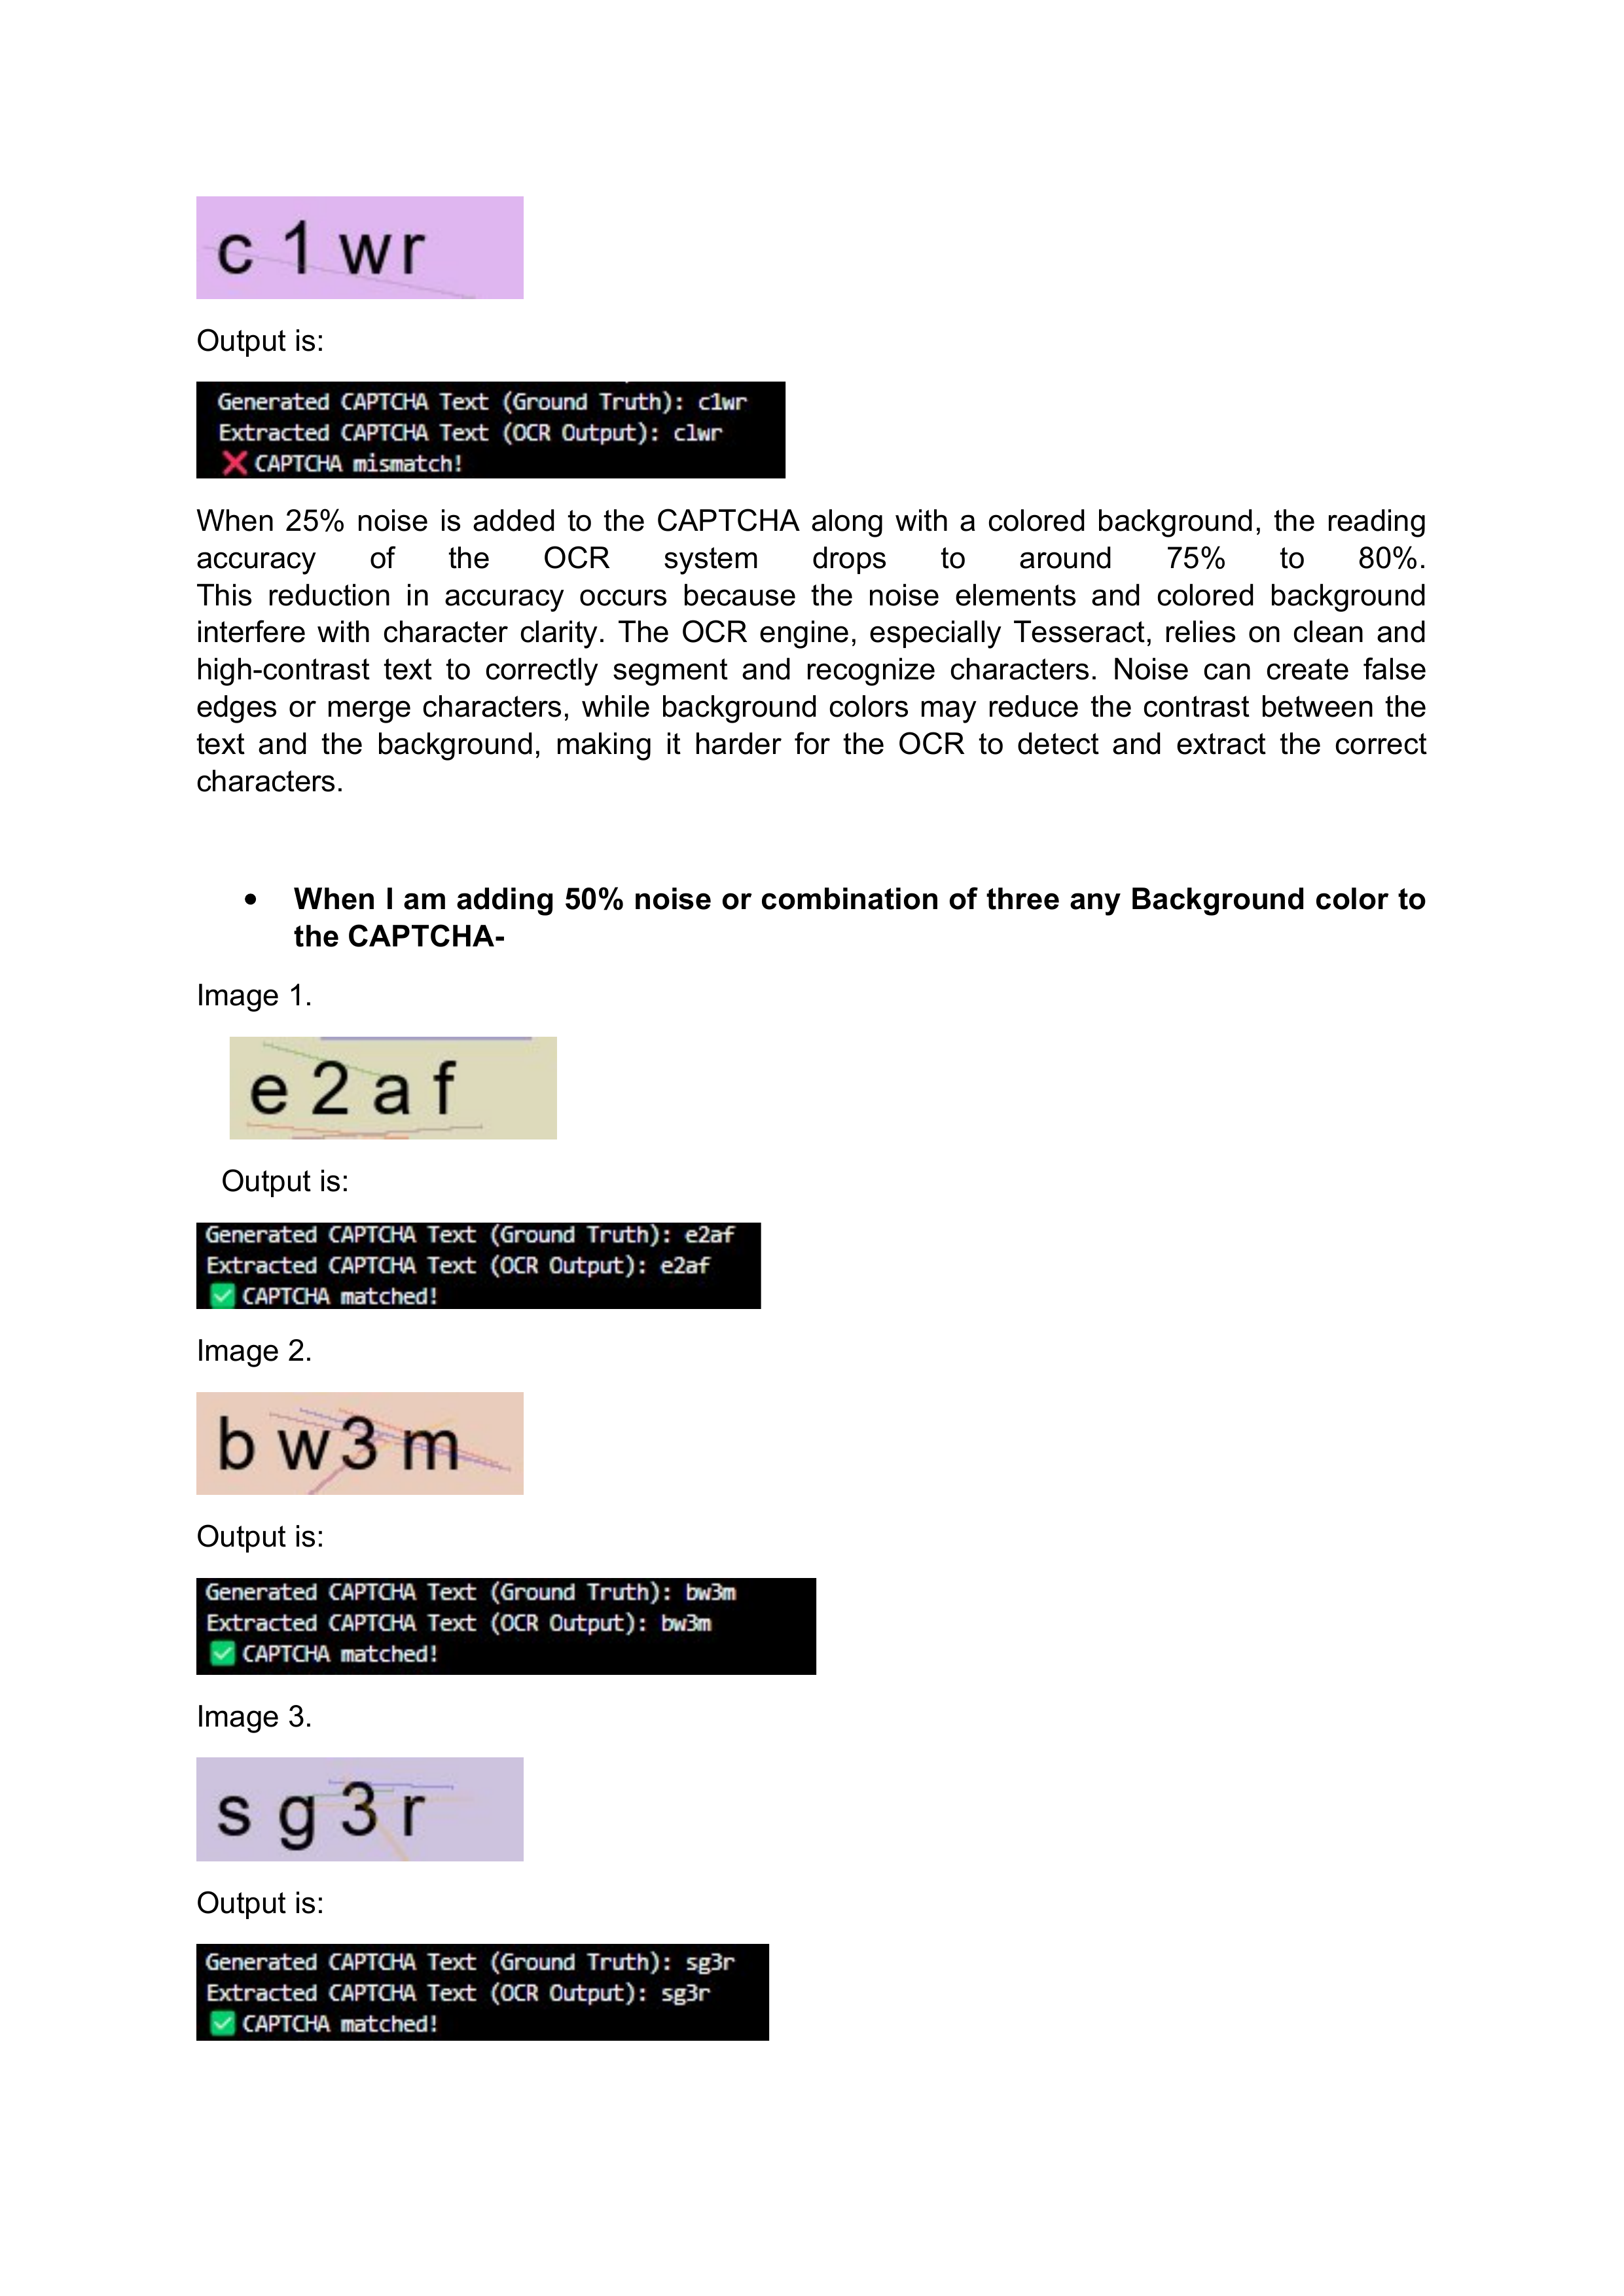 c 1 wr
Output is:
Generated CAPTCHA Text (Ground Truth): c1wr
Extracted CAPTCHA Text (OCR Output): clwr
❌ CAPTCHA mismatch!
When 25% noise is added to the CAPTCHA along with a colored background, the reading
accuracy of the OCR system drops to around 75% to 80%.
This reduction in accuracy occurs because the noise elements and colored background
interfere with character clarity. The OCR engine, especially Tesseract, relies on clean and
high-contrast text to correctly segment and recognize characters. Noise can create false
edges or merge characters, while background colors may reduce the contrast between the
text and the background, making it harder for the OCR to detect and extract the correct
characters.
• When I am adding 50% noise or combination of three any Background color to
the CAPTCHA-
Image 1.
e 2 a f
Output is:
Generated CAPTCHA Text (Ground Truth): e2af
Extracted CAPTCHA Text (OCR Output): e2af
✅ CAPTCHA matched!
Image 2.
b w 3 m
Output is:
Generated CAPTCHA Text (Ground Truth): bw3m
Extracted CAPTCHA Text (OCR Output): bw3m
✅ CAPTCHA matched!
Image 3.
s g 3 r
Output is:
Generated CAPTCHA Text (Ground Truth): sg3r
Extracted CAPTCHA Text (OCR Output): sg3r
✅ CAPTCHA matched!